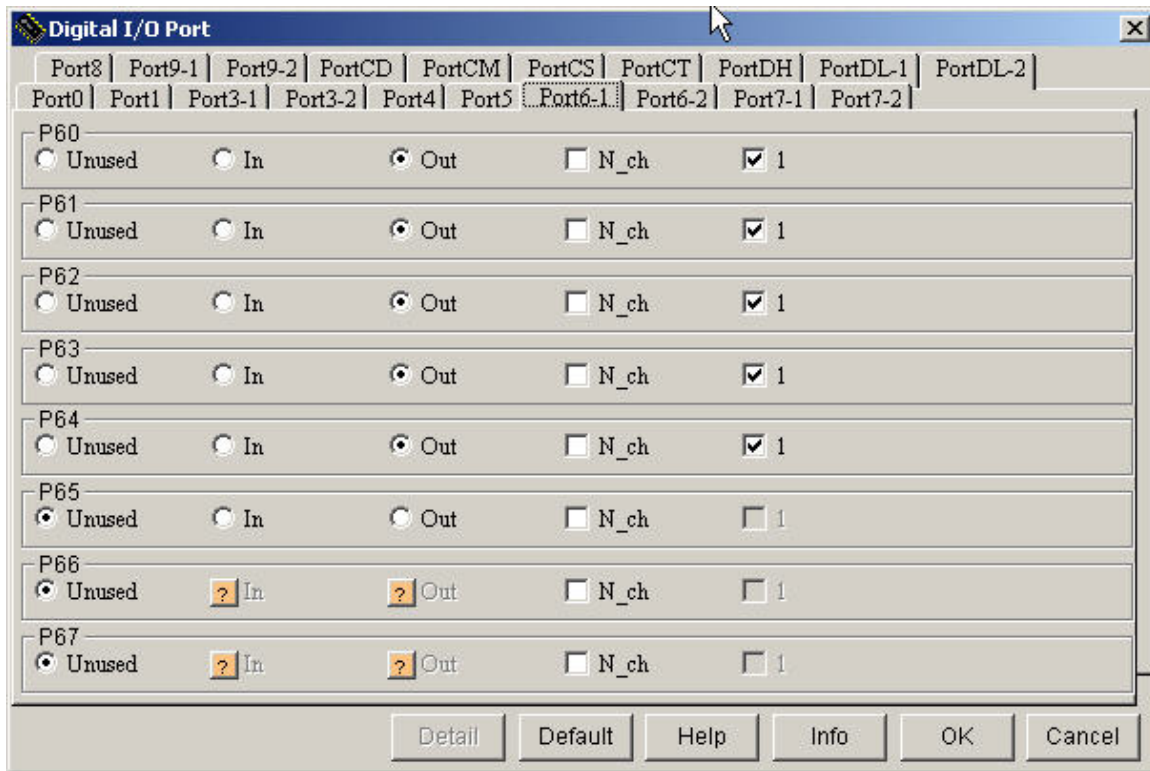 Digital I/O Port
Port8 Port9-1 Port9-2 PortCD PortCM PortCS PortCT PortDH PortDL-1 PortDL-2
Port0 Port1 Port3-1 Port3-2 Port4 Port5 Port6-1 Port6-2 Port7-1 Port7-2
P60
Unused In Out N_ch 1
P61
Unused In Out N_ch 1
P62
Unused In Out N_ch 1
P63
Unused In Out N_ch 1
P64
Unused In Out N_ch 1
P65
Unused In Out N_ch 1
P66
Unused ? In ? Out N_ch 1
P67
Unused ? In ? Out N_ch 1
Detail Default Help Info OK Cancel